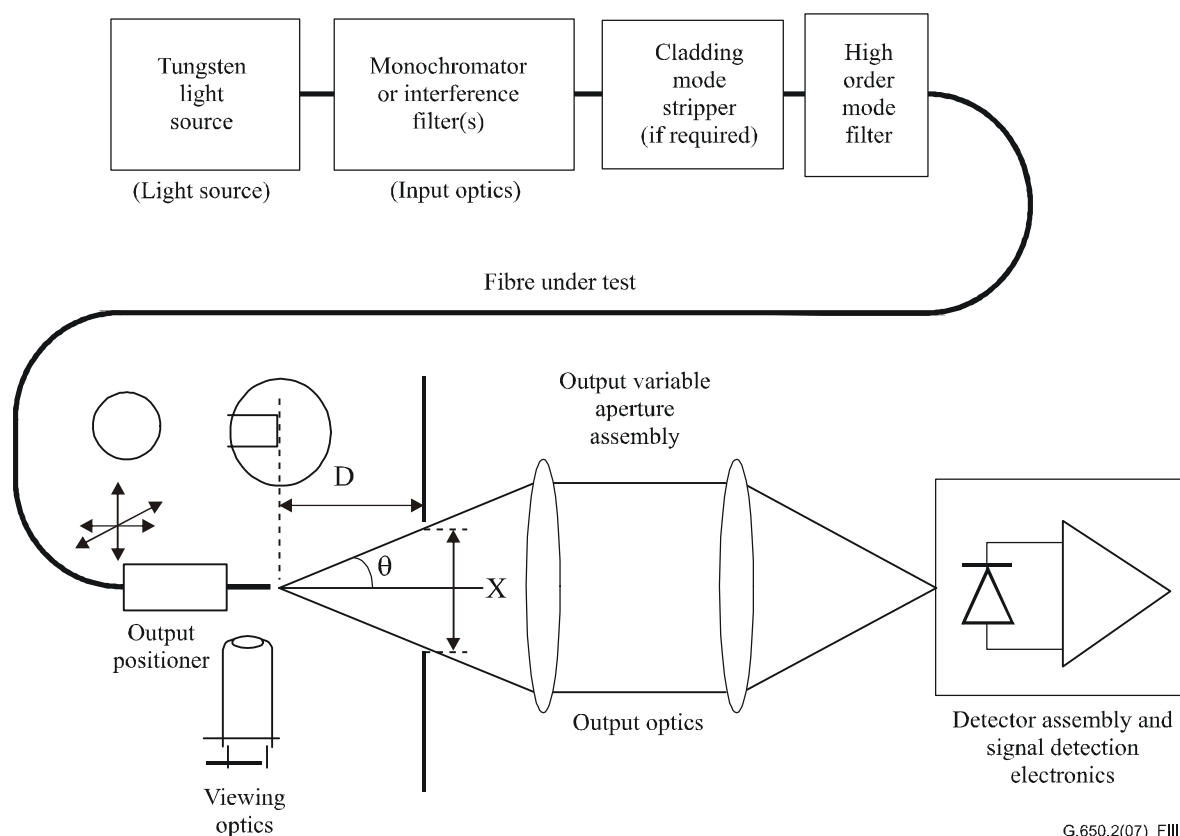 Tungsten
light
source
Monochromator
or interference
filter(s)
Cladding
mode
stripper
(if required)
High
order
mode
filter
(Light source)
(Input optics)
Fibre under test
Output variable
aperture
assembly
D
θ
X
Output
positioner
Output optics
Viewing
optics
Detector assembly and
signal detection
electronics
G.650.2(07)_FIII